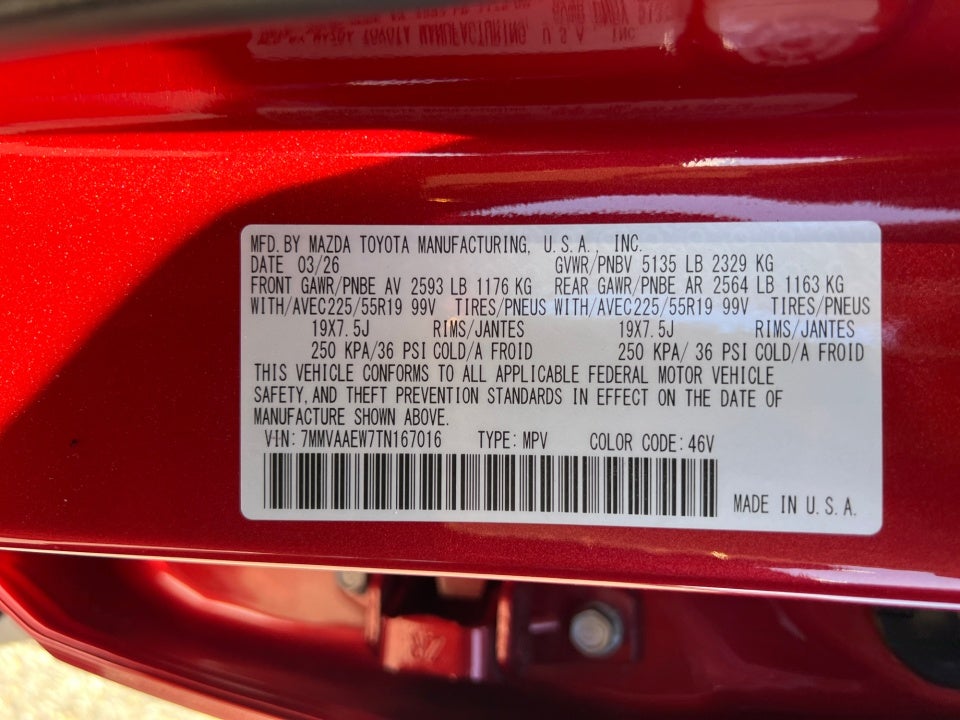 MFD. BY MAZDA TOYOTA MANUFACTURING, U.S.A., INC.
DATE 03/26 GVWR/PNBV 5135 LB 2329 KG
FRONT GAWR/PNBE AV 2593 LB 1176 KG REAR GAWR/PNBE AR 2564 LB 1163 KG
WITH/AVEC225/55R19 99V TIRES/PNEUS WITH/AVEC225/55R19 99V TIRES/PNEUS
19X7.5J RIMS/JANTES 19X7.5J RIMS/JANTES
250 KPA/36 PSI COLD/A FROID 250 KPA/ 36 PSI COLD/A FROID
THIS VEHICLE CONFORMS TO ALL APPLICABLE FEDERAL MOTOR VEHICLE
SAFETY, AND THEFT PREVENTION STANDARDS IN EFFECT ON THE DATE OF
MANUFACTURE SHOWN ABOVE.
VIN: 7MMVAAEW7TN167016 TYPE: MPV COLOR CODE: 46V
MADE IN U.S.A.